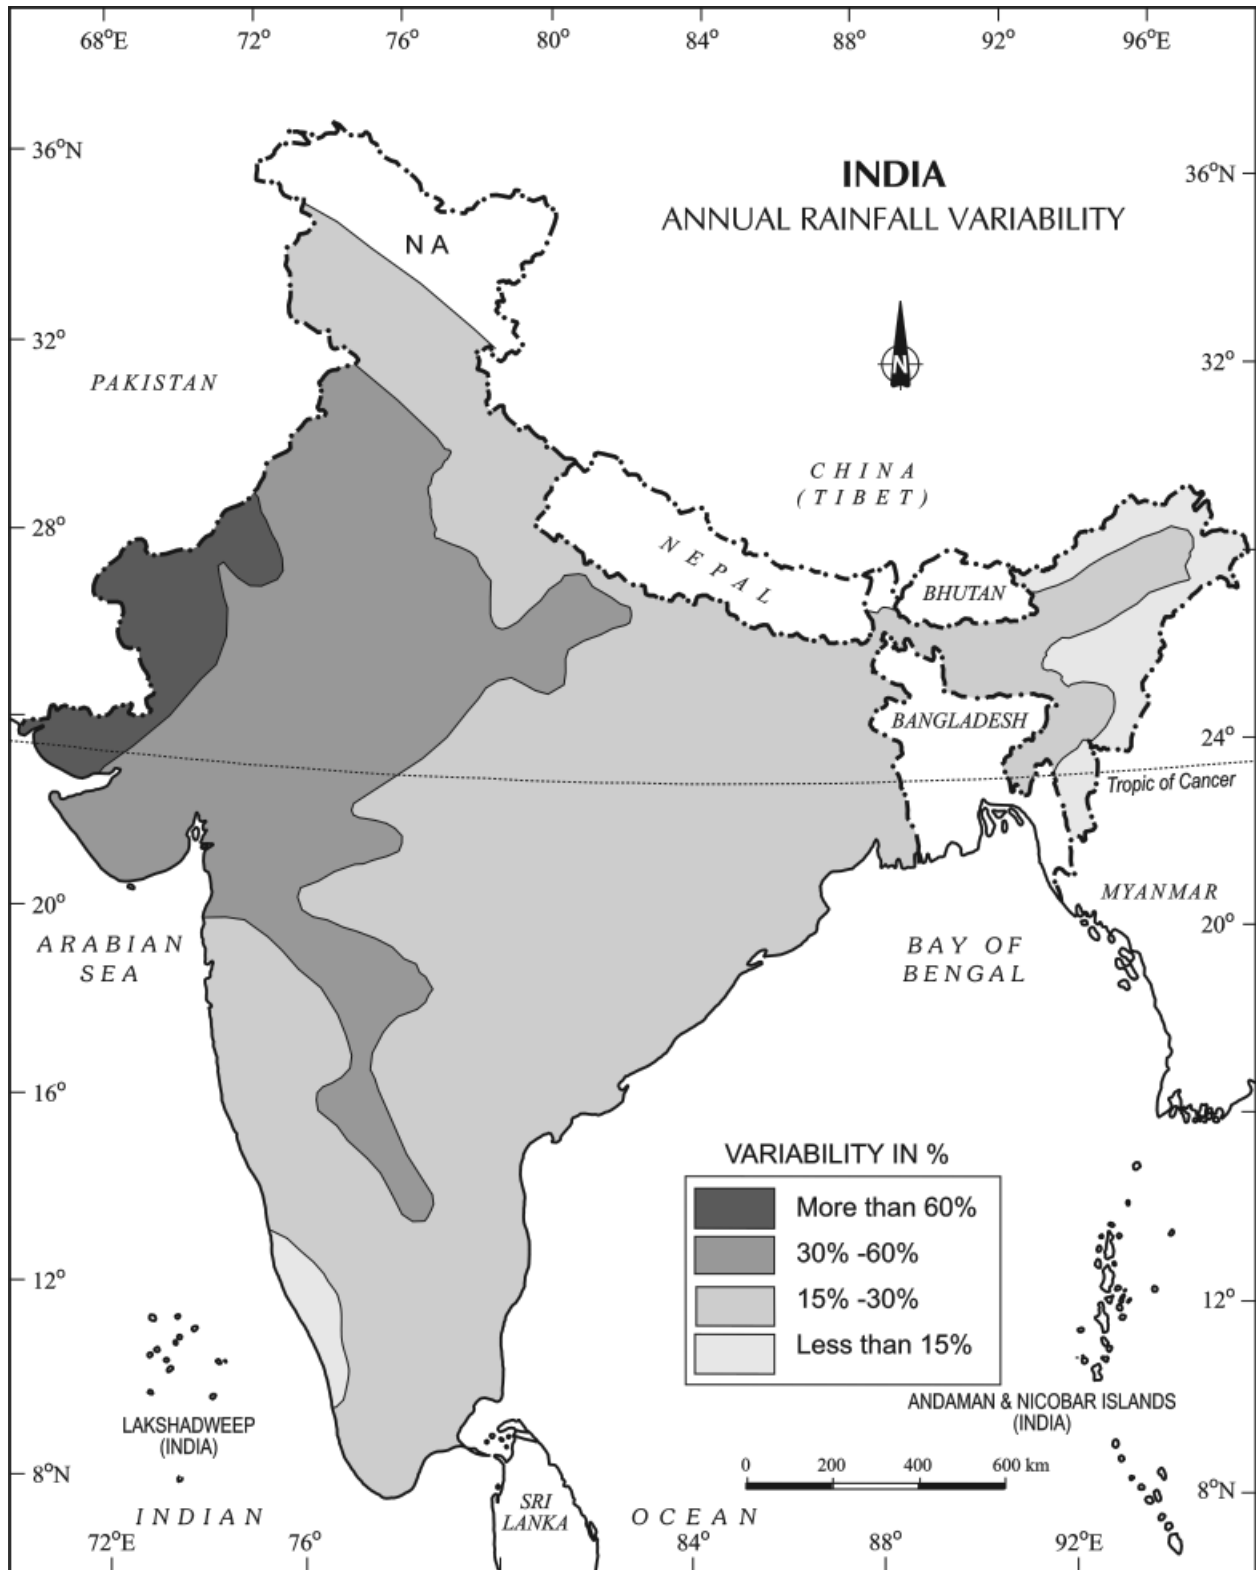 68°E 72° 76° 80° 84° 88° 92° 96°E
36°N
INDIA
36°N
ANNUAL RAINFALL VARIABILITY
N A
32°
N
32°
PAKISTAN
CHINA
(TIBET)
28°
NEPAL
BHUTAN
BANGLADESH
24°
Tropic of Cancer
20°
MYANMAR
20°
ARABIAN
SEA
BAY OF
BENGAL
16°
VARIABILITY IN %
More than 60%
30% -60%
15% -30%
Less than 15%
12°
12°
ANDAMAN & NICOBAR ISLANDS
(INDIA)
LAKSHADWEEP
(INDIA)
0 200 400 600 km
8°N
8°N
SRI
LANKA
INDIAN OCEAN
72°E 76° 84° 88° 92°E